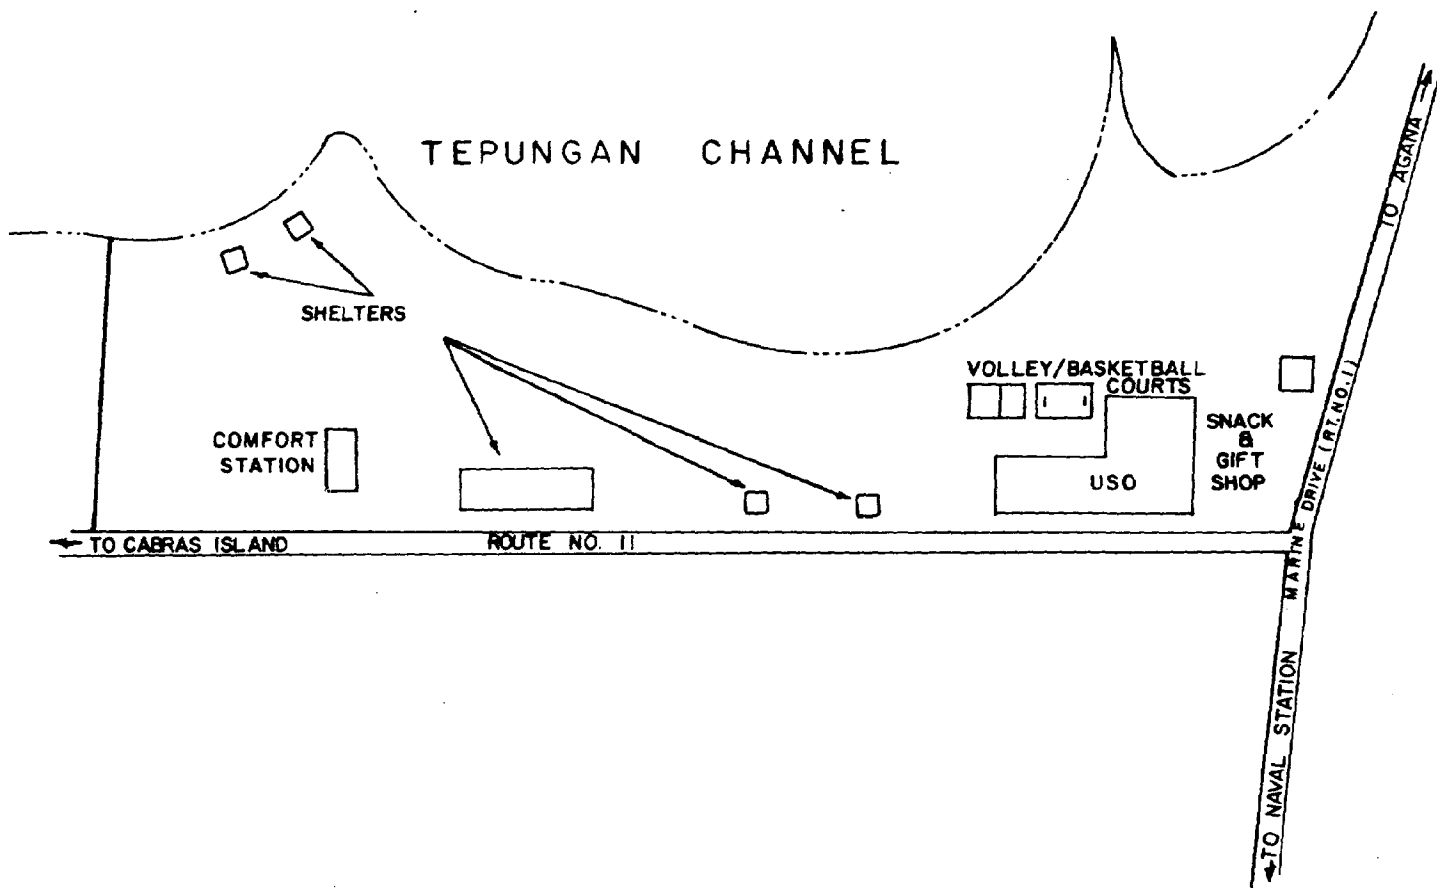 TEPUNGAN CHANNEL
TO AGANA
SHELTERS
VOLLEY/BASKETBALL
COURTS
COMFORT
STATION
SNACK
&
GIFT
SHOP
USO
TO CABRAS ISLAND
ROUTE NO. 11
MARINE DRIVE (RT. NO. 1)
TO NAVAL STATION